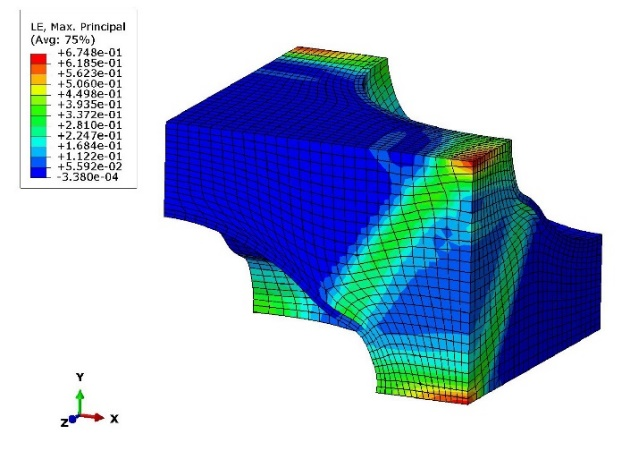 LE, Max. Principal
(Avg: 75%)
+6.748e-01
+6.185e-01
+5.623e-01
+5.060e-01
+4.498e-01
+3.935e-01
+3.372e-01
+2.810e-01
+2.247e-01
+1.684e-01
+1.122e-01
+5.592e-02
-3.380e-04
Y
Z
X